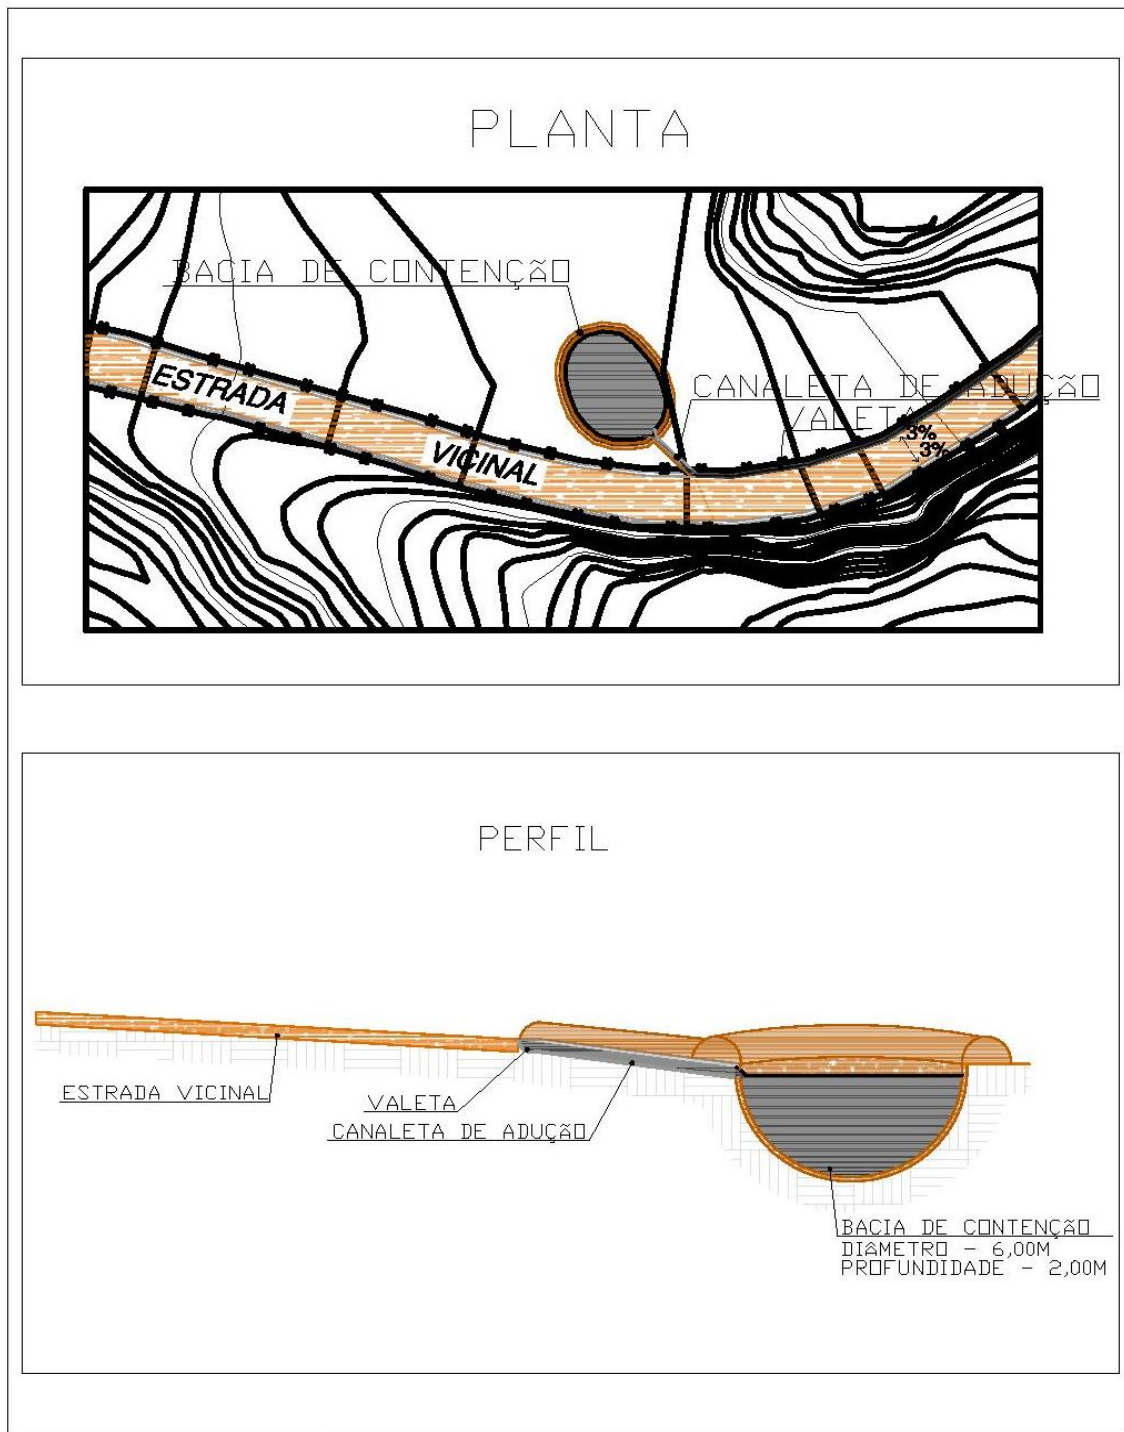 PLANTA
BACIA DE CONTENÇÃO
ESTRADA
VICINAL
CANALETA DE ADUÇÃO
VALETA
3%
3%
PERFIL
ESTRADA VICINAL
VALETA
CANALETA DE ADUÇÃO
BACIA DE CONTENÇÃO
DIÂMETRO - 6,00M
PROFUNDIDADE - 2,00M